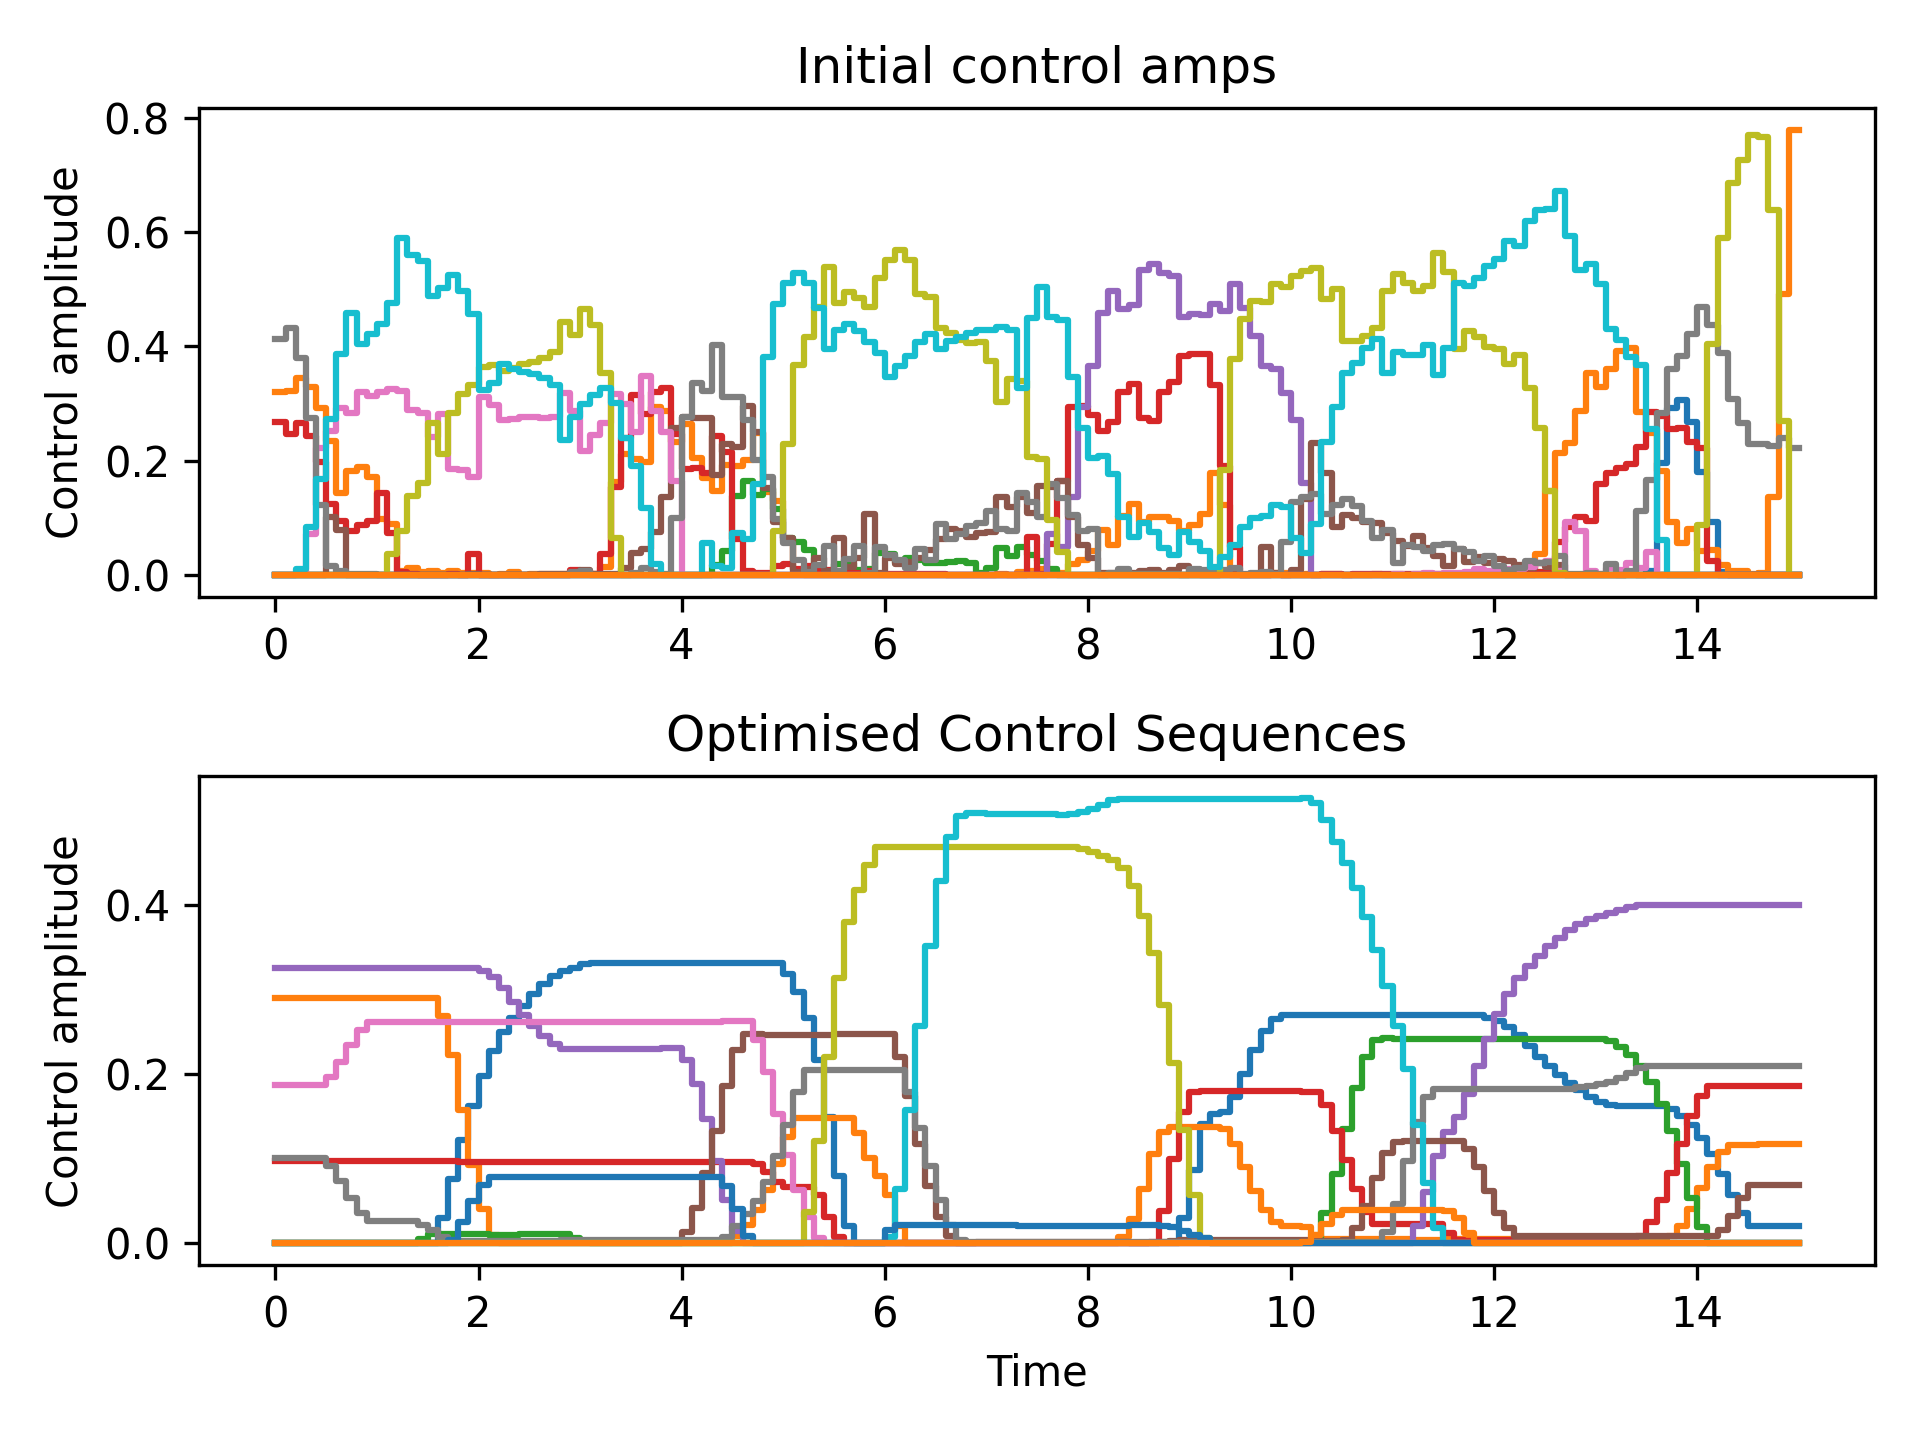 Initial control amps
Control amplitude
0.8
0.6
0.4
0.2
0.0
0 2 4 6 8 10 12 14
Optimised Control Sequences
Control amplitude
0.4
0.2
0.0
0 2 4 6 8 10 12 14
Time